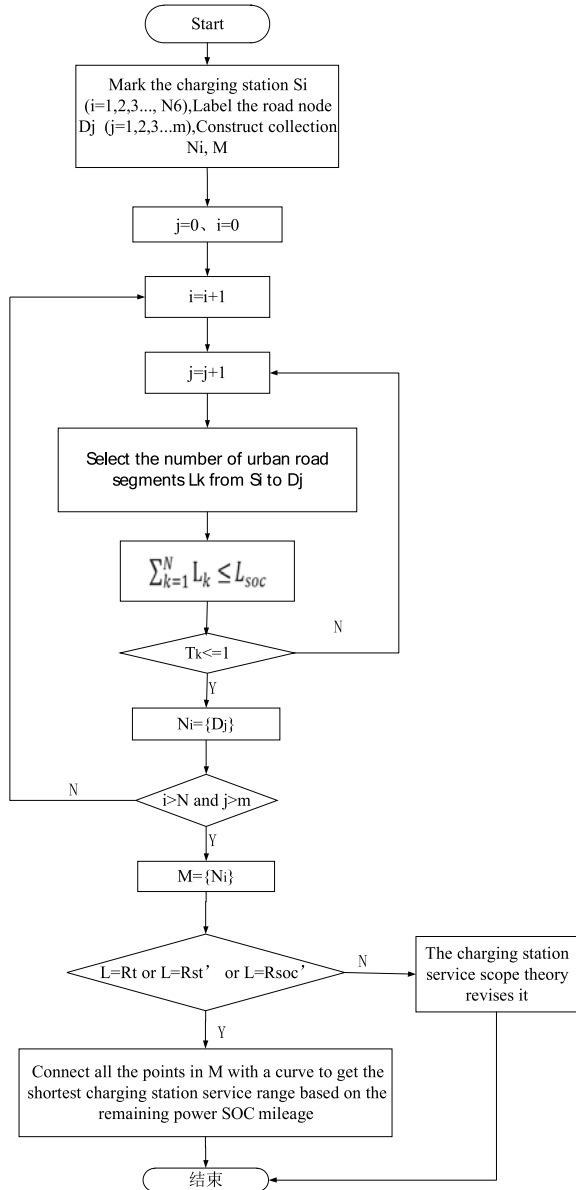 Start
Mark the charging station Si
(i=1,2,3..., N6),Label the road node
Dj (j=1,2,3...m),Construct collection
Ni, M
j=0、i=0
i=i+1
j=j+1
Select the number of urban road
segments Lk from Si to Dj
∑_{k=1}^{N} L_k ≤ L_{soc}
N
Tk<=1
Y
Ni={Dj}
N
i>N and j>m
Y
M={Ni}
L=Rt or L=Rst’ or L=Rsoc’
N
The charging station
service scope theory
revises it
Y
Connect all the points in M with a curve to get the
shortest charging station service range based on the
remaining power SOC mileage
结束